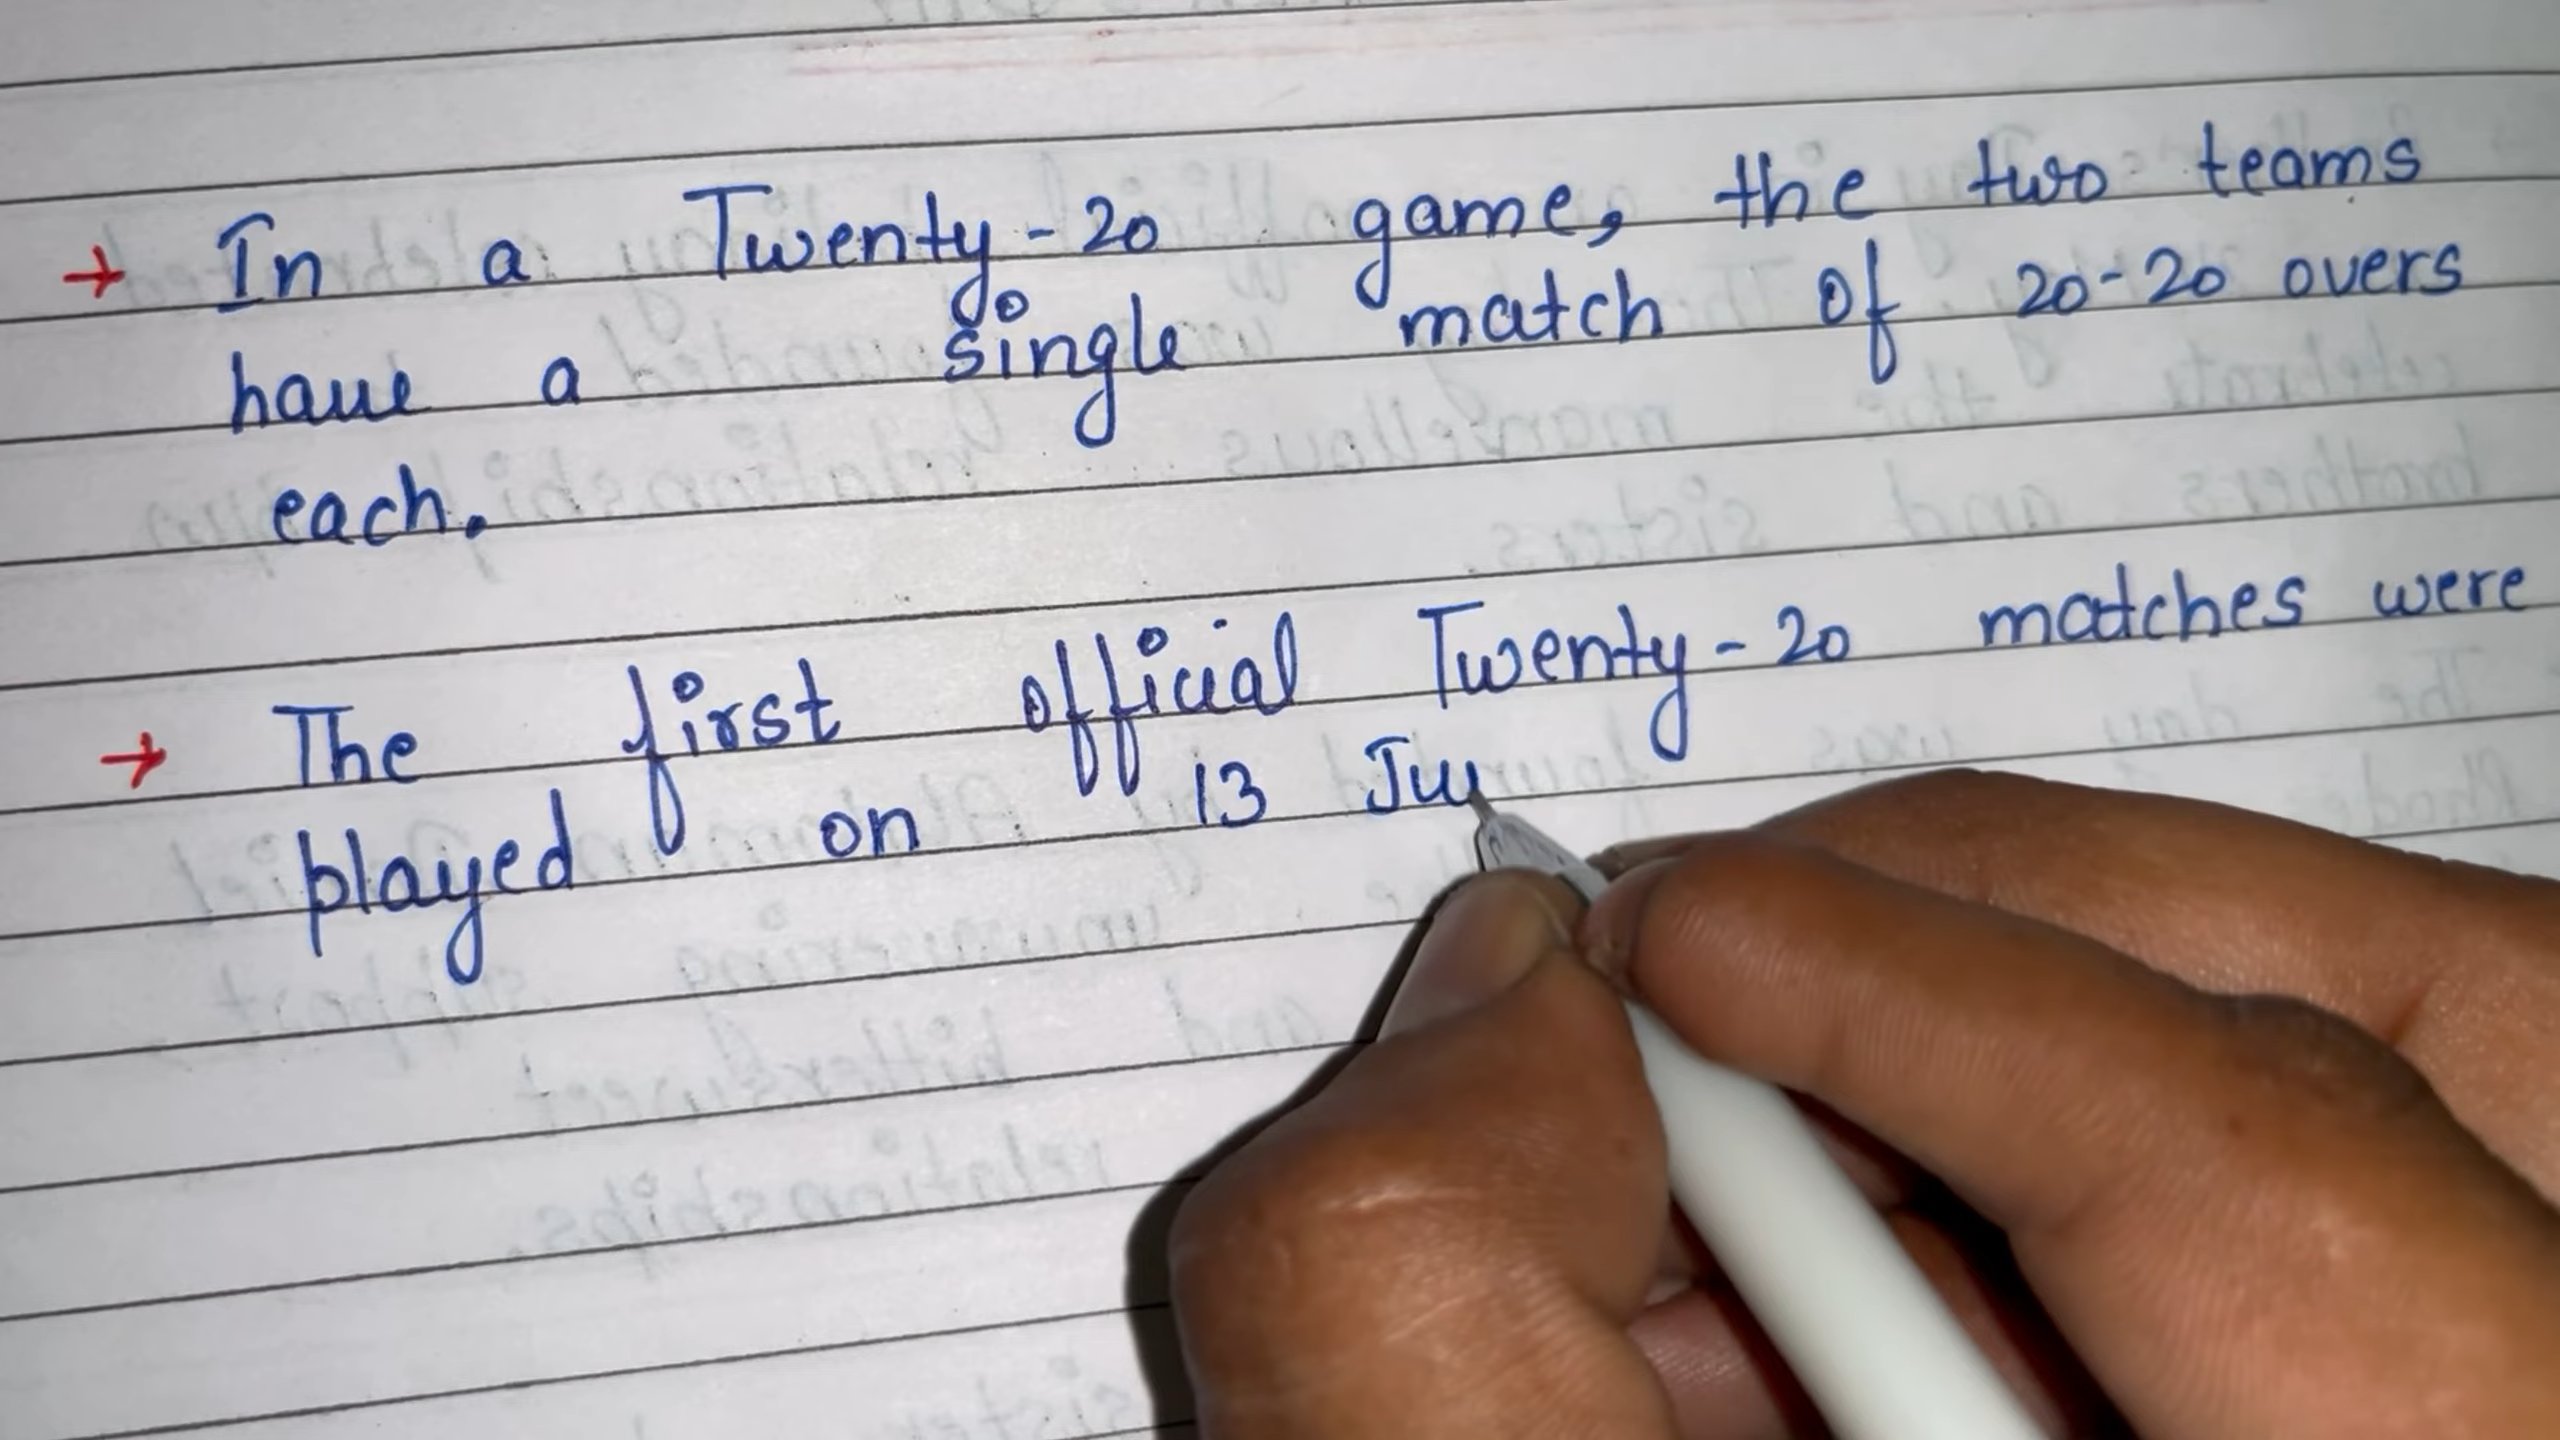 → In a Twenty-20 game, the two teams
have a single match of 20-20 overs
each.
→ The first official Twenty-20 matches were
played on 13 Ju